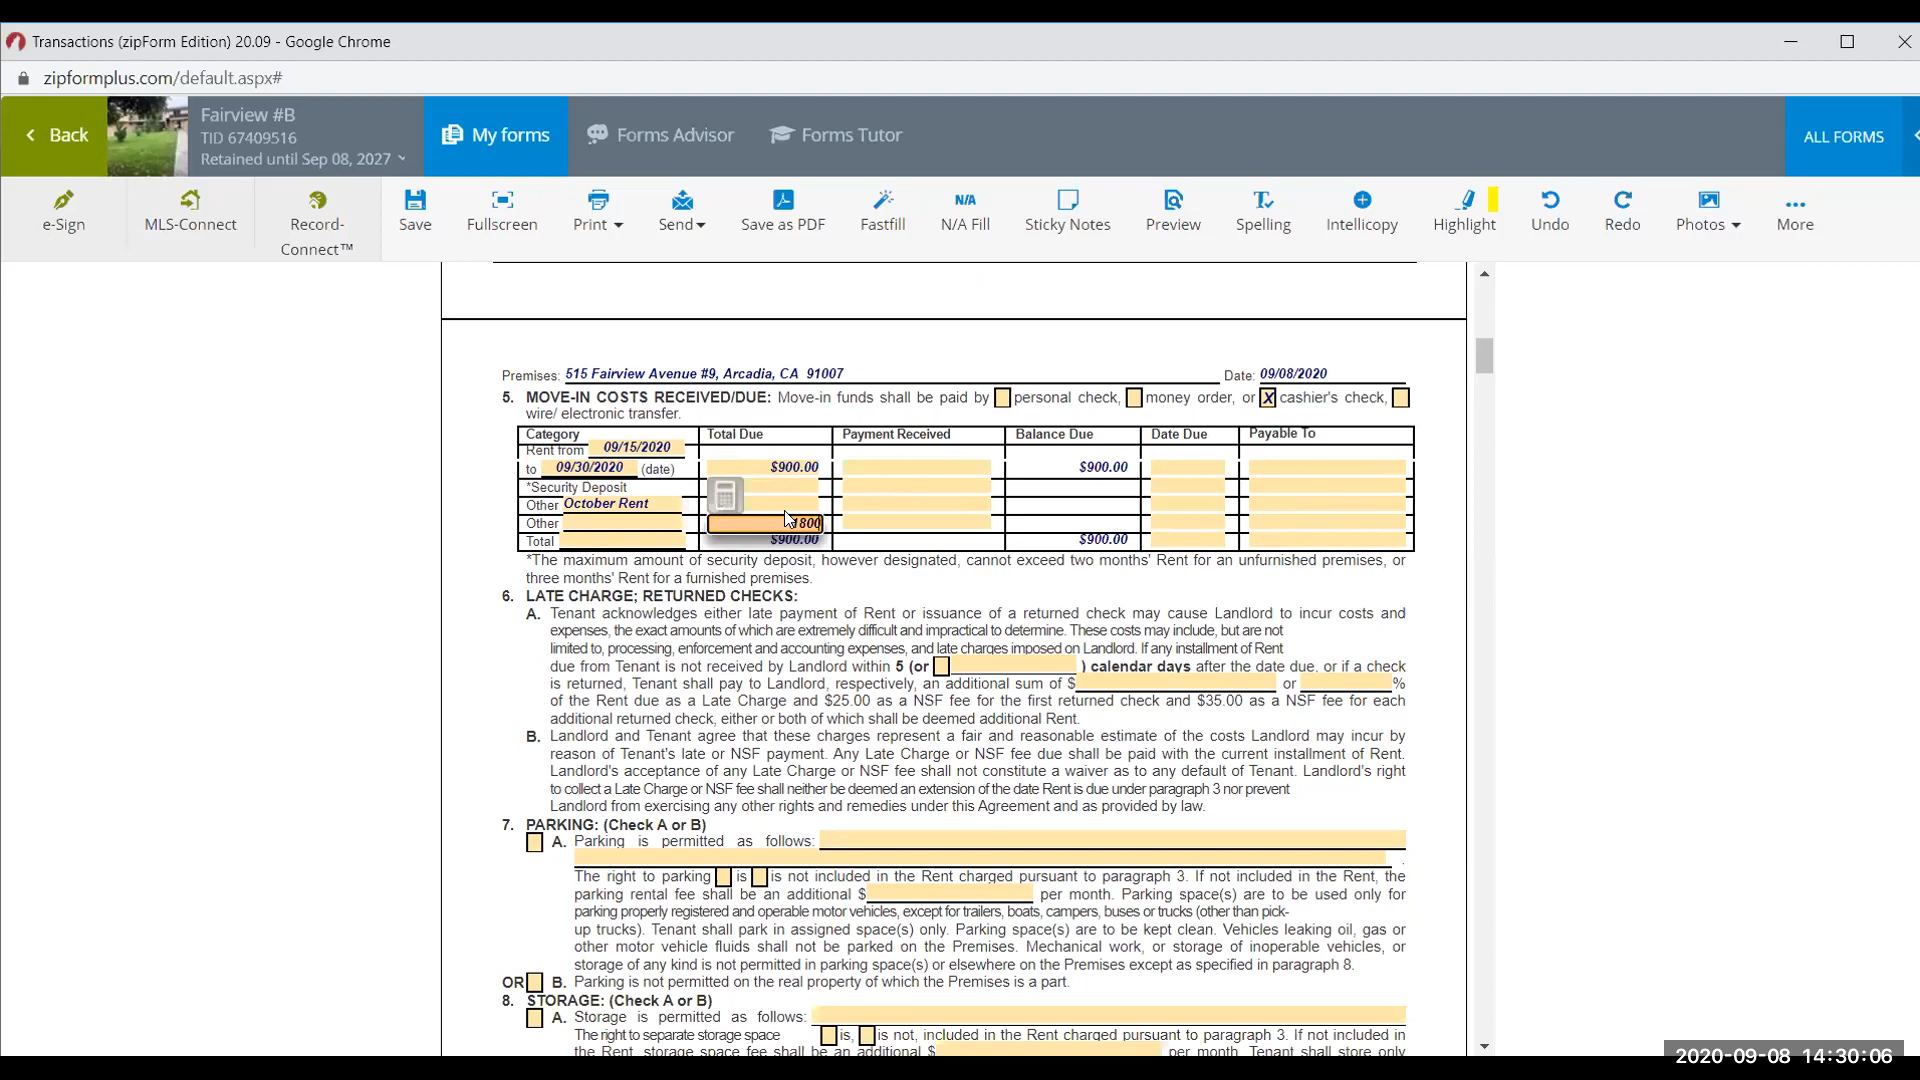 Transactions (zipForm Edition) 20.09 - Google Chrome
zipformplus.com/default.aspx#
Back
Fairview #B
TID 67409516
Retained until Sep 08, 2027
My forms
Forms Advisor
Forms Tutor
ALL FORMS
e-Sign
MLS-Connect
Record-
Connect™
Save
Fullscreen
Print
Send
Save as PDF
Fastfill
N/A
N/A Fill
Sticky Notes
Preview
Spelling
Intellicopy
Highlight
Undo
Redo
Photos
More
Premises: 515 Fairview Avenue #9, Arcadia, CA 91007 Date: 09/08/2020
5. MOVE-IN COSTS RECEIVED/DUE: Move-in funds shall be paid by personal check, money order, or X cashier's check,
wire/ electronic transfer.
Category Total Due Payment Received Balance Due Date Due Payable To
Rent from 09/15/2020
to 09/30/2020 (date) $900.00 $900.00
*Security Deposit
Other October Rent
Other 800
Total $900.00 $900.00
*The maximum amount of security deposit, however designated, cannot exceed two months' Rent for an unfurnished premises, or
three months' Rent for a furnished premises.
6. LATE CHARGE; RETURNED CHECKS:
A. Tenant acknowledges either late payment of Rent or issuance of a returned check may cause Landlord to incur costs and
expenses, the exact amounts of which are extremely difficult and impractical to determine. These costs may include, but are not
limited to, processing, enforcement and accounting expenses, and late charges imposed on Landlord. If any installment of Rent
due from Tenant is not received by Landlord within 5 (or ) calendar days after the date due, or if a check
is returned, Tenant shall pay to Landlord, respectively, an additional sum of $ or %
of the Rent due as a Late Charge and $25.00 as a NSF fee for the first returned check and $35.00 as a NSF fee for each
additional returned check, either or both of which shall be deemed additional Rent.
B. Landlord and Tenant agree that these charges represent a fair and reasonable estimate of the costs Landlord may incur by
reason of Tenant's late or NSF payment. Any Late Charge or NSF fee due shall be paid with the current installment of Rent.
Landlord's acceptance of any Late Charge or NSF fee shall not constitute a waiver as to any default of Tenant. Landlord's right
to collect a Late Charge or NSF fee shall neither be deemed an extension of the date Rent is due under paragraph 3 nor prevent
Landlord from exercising any other rights and remedies under this Agreement and as provided by law.
7. PARKING: (Check A or B)
A. Parking is permitted as follows:
.
The right to parking is is not included in the Rent charged pursuant to paragraph 3. If not included in the Rent, the
parking rental fee shall be an additional $ per month. Parking space(s) are to be used only for
parking properly registered and operable motor vehicles, except for trailers, boats, campers, buses or trucks (other than pick-
up trucks). Tenant shall park in assigned space(s) only. Parking space(s) are to be kept clean. Vehicles leaking oil, gas or
other motor vehicle fluids shall not be parked on the Premises. Mechanical work, or storage of inoperable vehicles, or
storage of any kind is not permitted in parking space(s) or elsewhere on the Premises except as specified in paragraph 8.
OR B. Parking is not permitted on the real property of which the Premises is a part.
8. STORAGE: (Check A or B)
A. Storage is permitted as follows:
The right to separate storage space is, is not, included in the Rent charged pursuant to paragraph 3. If not included in
the Rent, storage space fee shall be an additional $ per month. Tenant shall store only
2020-09-08 14:30:06